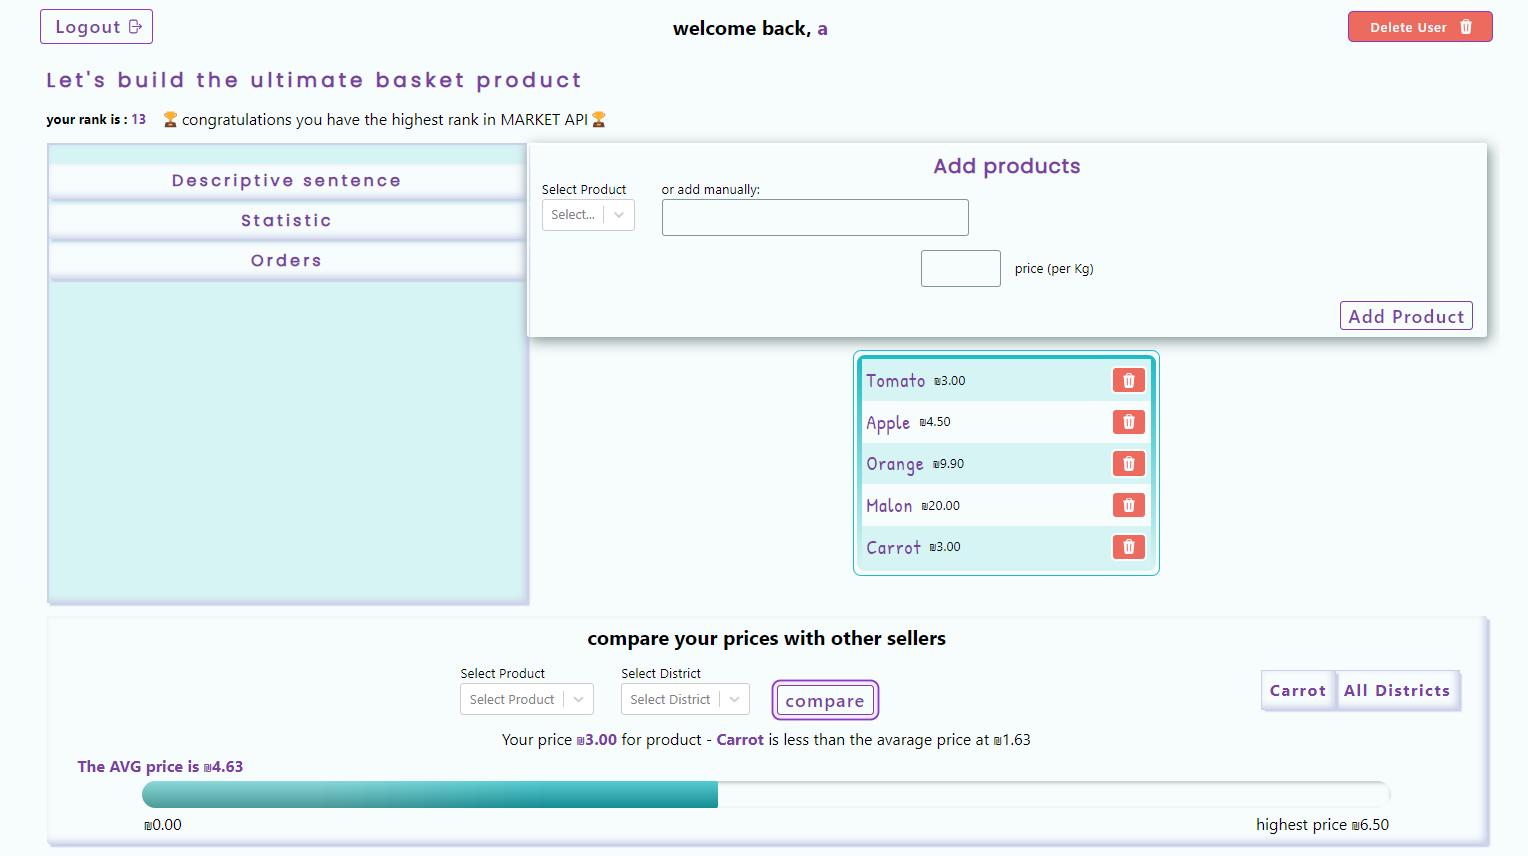 Logout
welcome back, a
Delete User
Let's build the ultimate basket product
your rank is : 13 🏆 congratulations you have the highest rank in MARKET API 🏆
Descriptive sentence
Statistic
Orders
Add products
Select Product
or add manually:
Select...
price (per Kg)
Add Product
Tomato ₪3.00
Apple ₪4.50
Orange ₪9.90
Malon ₪20.00
Carrot ₪3.00
compare your prices with other sellers
Select Product
Select District
Select Product
Select District
compare
Carrot
All Districts
Your price ₪3.00 for product - Carrot is less than the avarage price at ₪1.63
The AVG price is ₪4.63
₪0.00
highest price ₪6.50